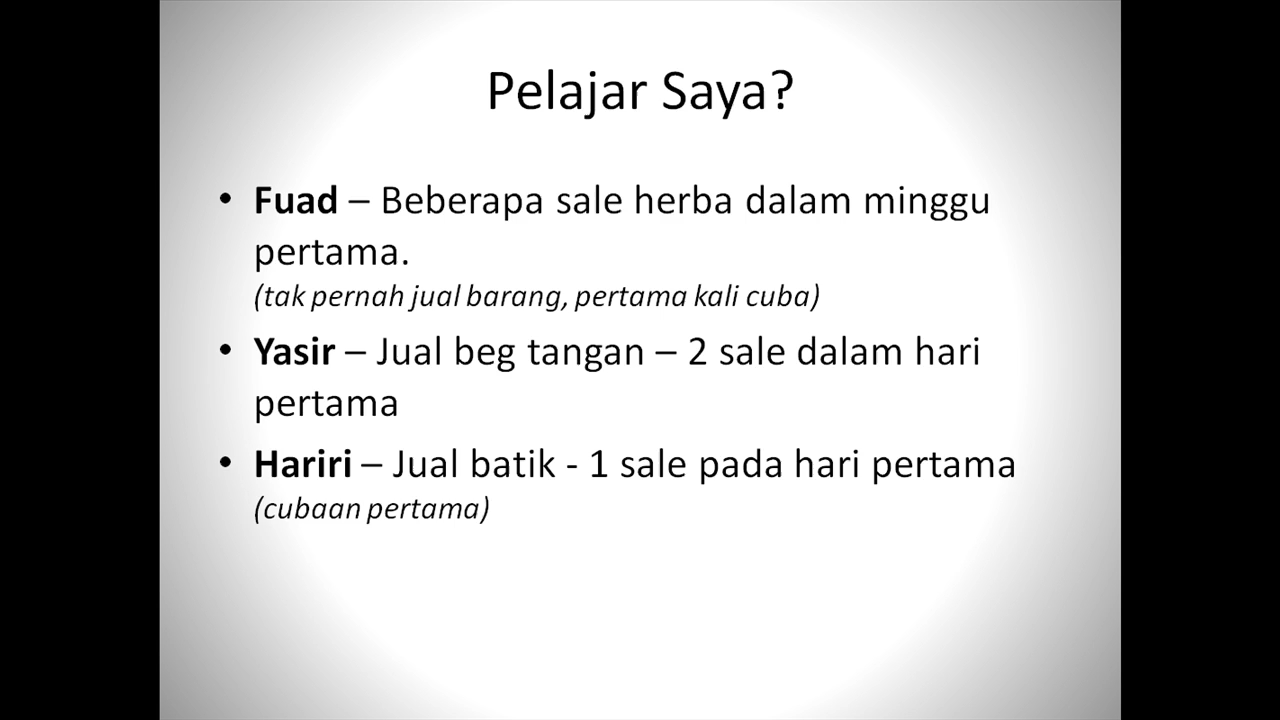 Pelajar Saya?
• Fuad – Beberapa sale herba dalam minggu
pertama.
(tak pernah jual barang, pertama kali cuba)
• Yasir – Jual beg tangan – 2 sale dalam hari
pertama
• Hariri – Jual batik - 1 sale pada hari pertama
(cubaan pertama)